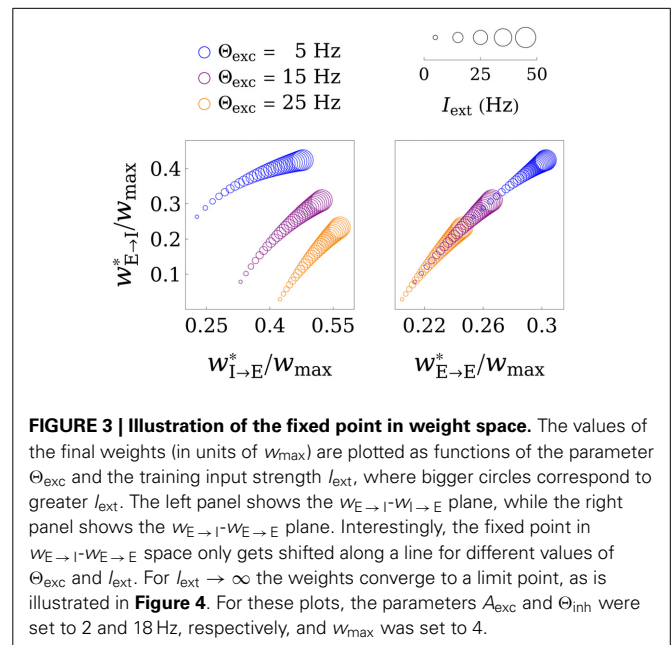 Θexc = 5 Hz
Θexc = 15 Hz
Θexc = 25 Hz
0 25 50
Iext (Hz)
w*E→I/wmax
0.4
0.3
0.2
0.1
0.25 0.4 0.55
0.22 0.26 0.3
w*I→E/wmax
w*E→E/wmax
FIGURE 3 | Illustration of the fixed point in weight space. The values of
the final weights (in units of wmax) are plotted as functions of the parameter
Θexc and the training input strength Iext, where bigger circles correspond to
greater Iext. The left panel shows the wE→I-wI→E plane, while the right
panel shows the wE→I-wE→E plane. Interestingly, the fixed point in
wE→I-wE→E space only gets shifted along a line for different values of
Θexc and Iext. For Iext → ∞ the weights converge to a limit point, as is
illustrated in Figure 4. For these plots, the parameters Aexc and Θinh were
set to 2 and 18 Hz, respectively, and wmax was set to 4.